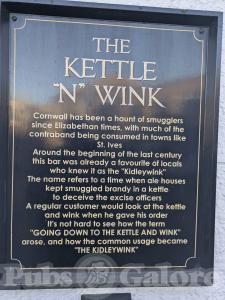 THE
KETTLE
"N" WINK
Cornwall has been a haunt of smugglers
since Elizabethan times, with much of the
contraband being consumed in towns like
St. Ives
Around the beginning of the last century
this bar was already a favourite of locals
who knew it as the "Kidleywink"
The name refers to a time when ale houses
kept smuggled brandy in a kettle
to deceive the excise officers
A regular customer would look at the kettle
and wink when he gave his order
It's not hard to see how the term
"GOING DOWN TO THE KETTLE AND WINK"
arose, and how the common usage became
"THE KIDLEYWINK"